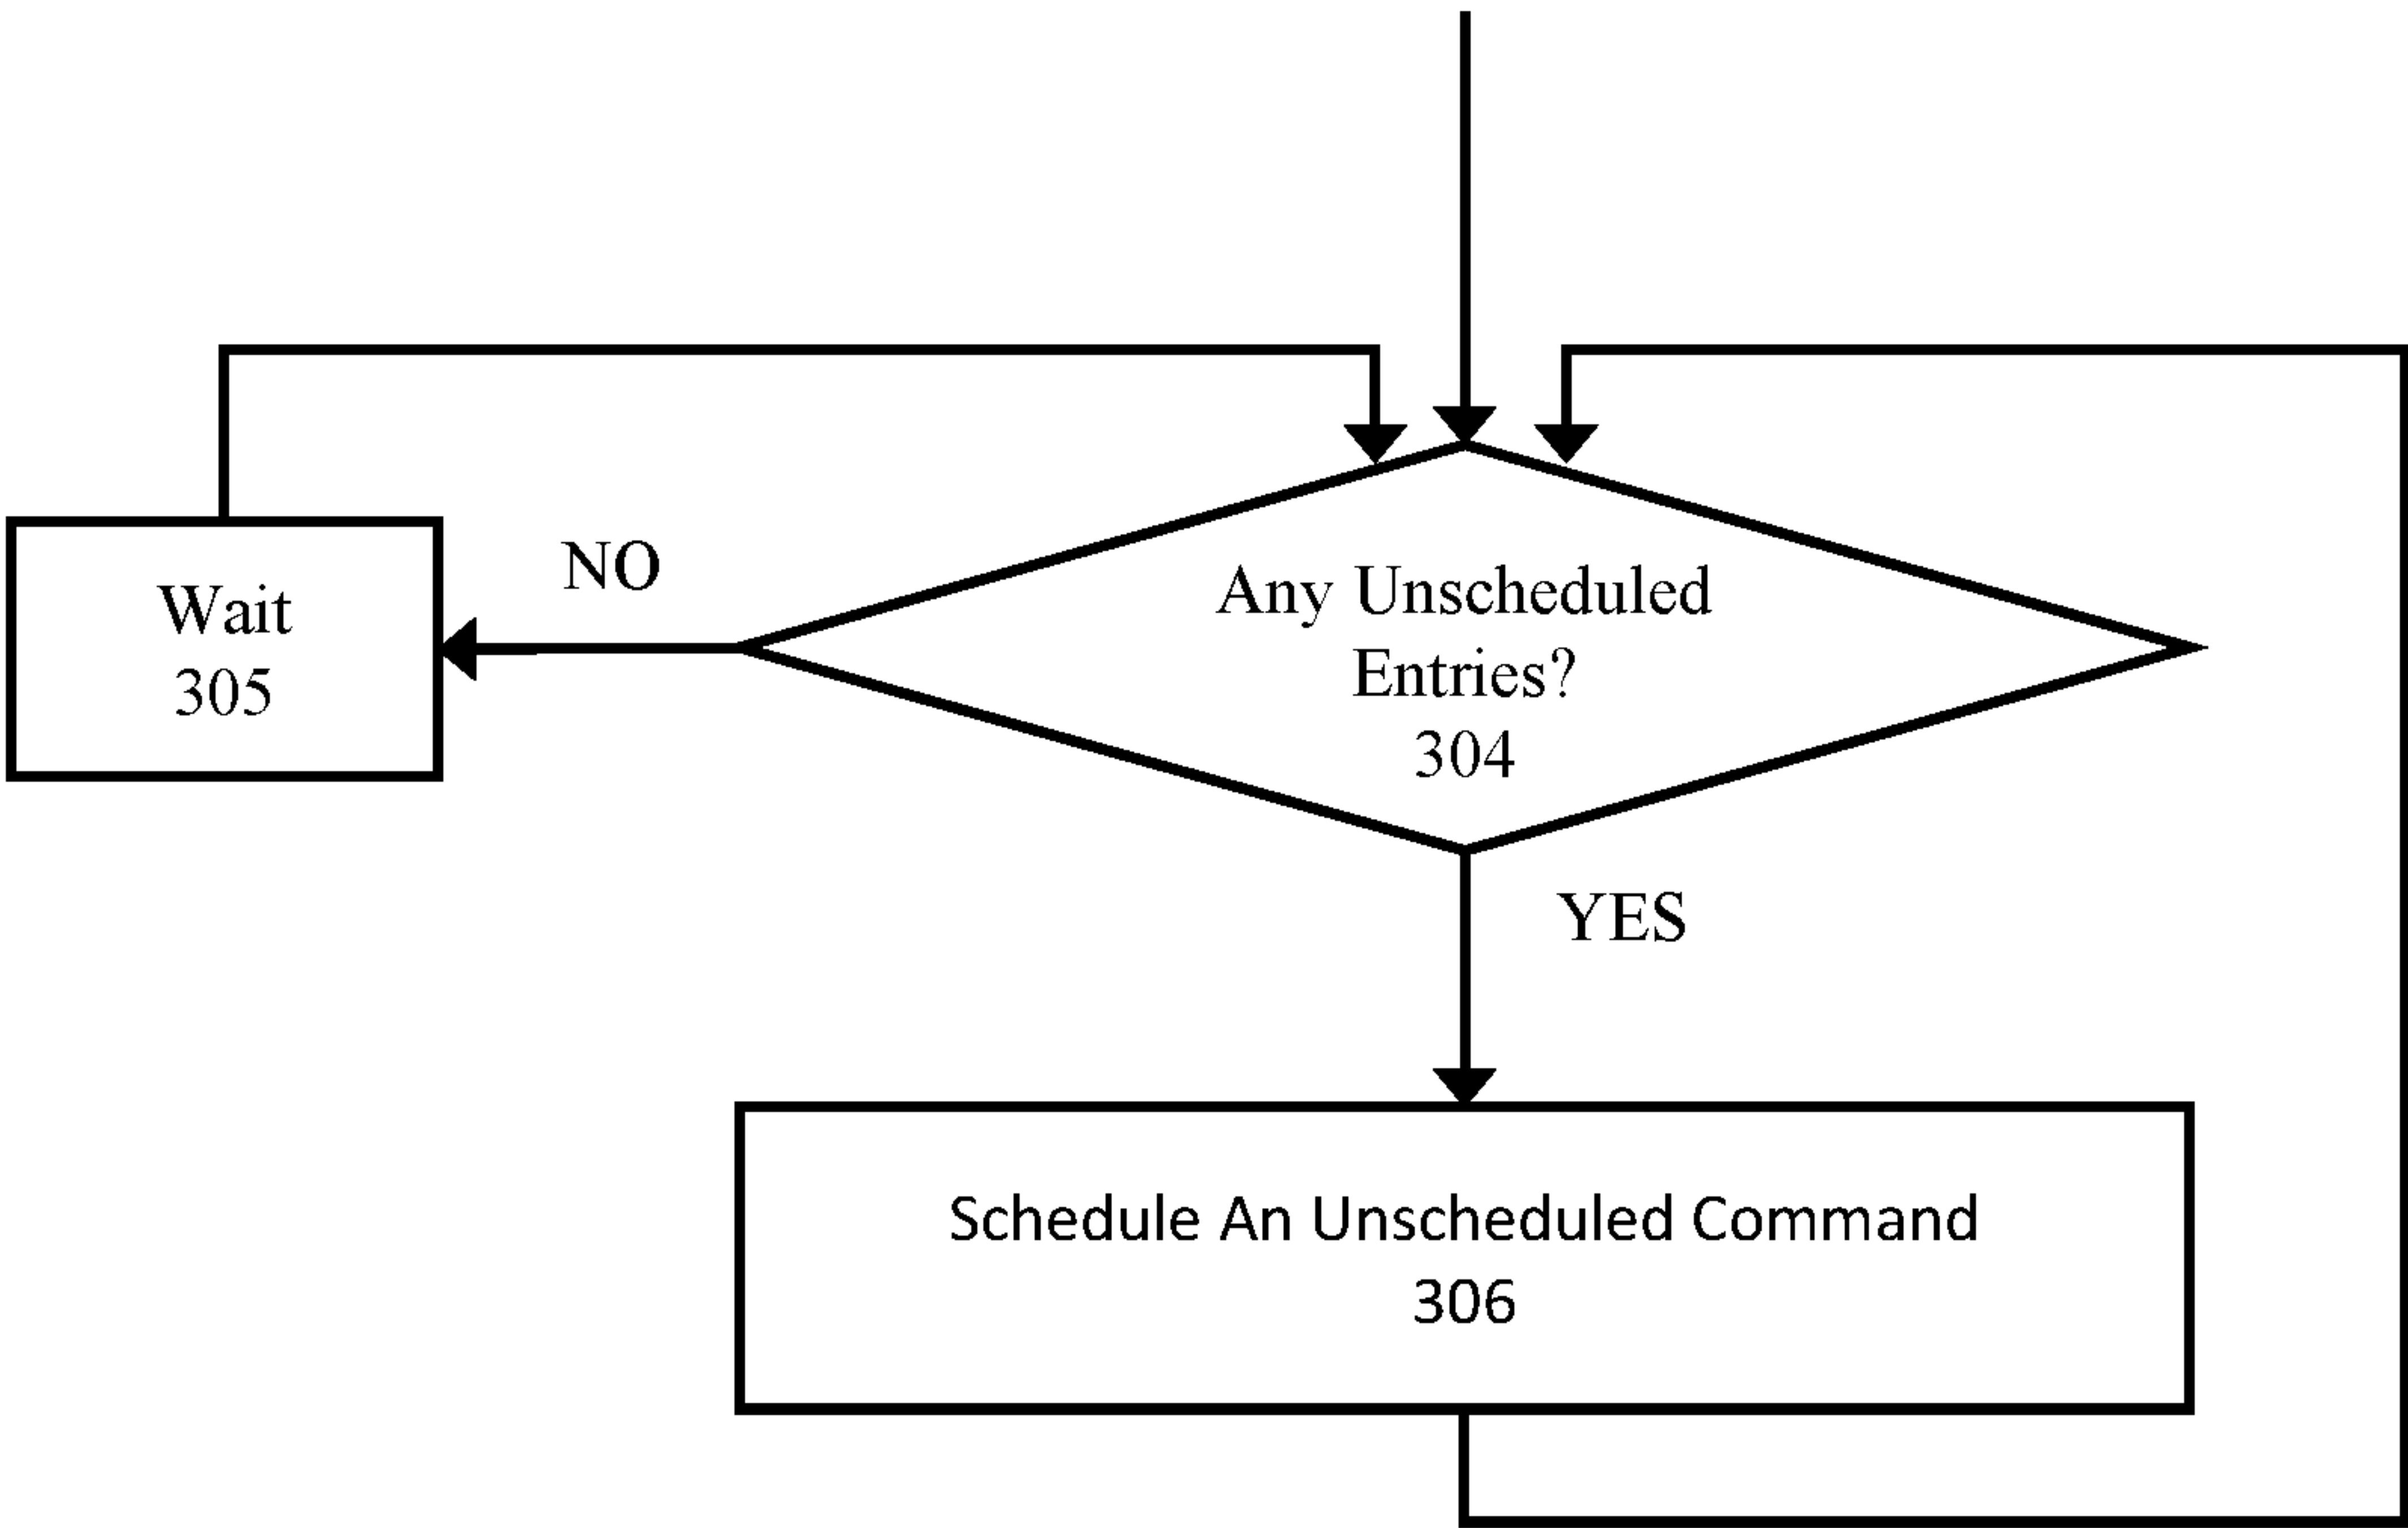 NO
Wait
305
Any Unscheduled
Entries?
304
YES
Schedule An Unscheduled Command
306